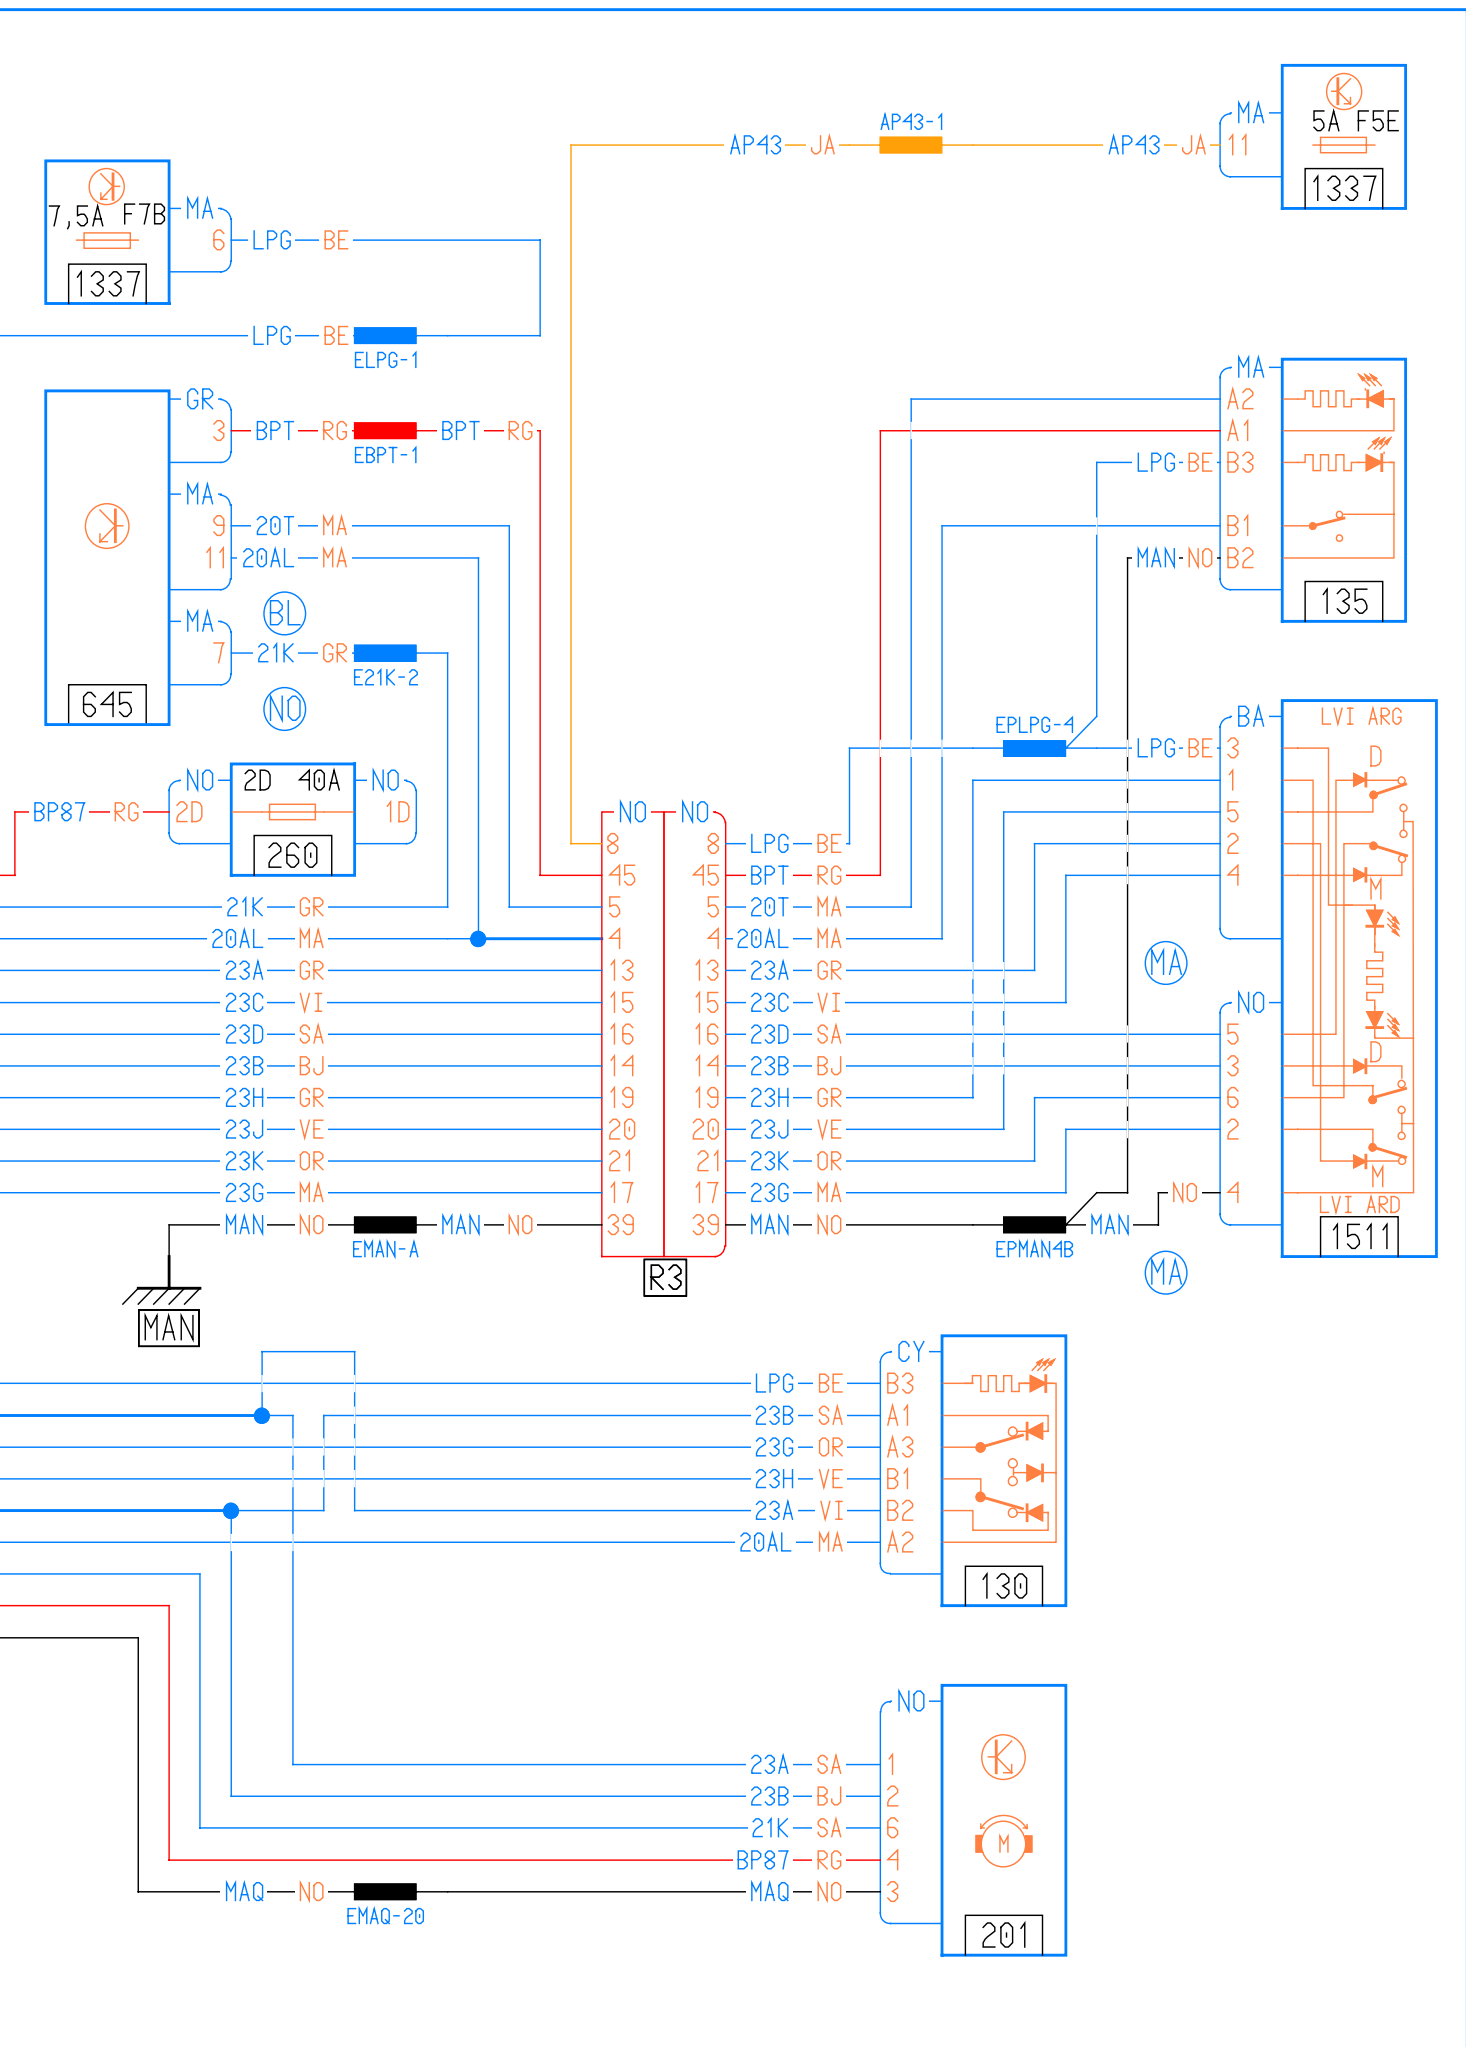 AP43-1
MA
5A F5E
AP43 JA
AP43 JA
11
1337
7,5A F7B
MA
6
LPG BE
1337
LPG BE
ELPG-1
MA
GR
A2
3
BPT RG
BPT RG
A1
EBPT-1
LPG BE
B3
MA
9
20T MA
B1
11
20AL MA
MAN NO
B2
BL
135
MA
7
21K GR
E21K-2
645
NO
EPLPG-4
BA
LVI ARG
LPG BE
3
D
NO
2D 40A
NO
1
BP87 RG
2D
1D
NO
NO
5
260
8
8
LPG BE
2
45
45
BPT RG
4
M
21K GR
5
5
20T MA
20AL MA
4
4
20AL MA
23A GR
13
13
23A GR
MA
23C VI
15
15
23C VI
NO
23D SA
16
16
23D SA
5
23B BJ
14
14
23B BJ
3
D
23H GR
19
19
23H GR
6
23J VE
20
20
23J VE
2
23K OR
21
21
23K OR
M
23G MA
17
17
23G MA
NO
4
LVI ARD
MAN NO
MAN NO
39
39
MAN NO
MAN
EMAN-A
EPMAN4B
1511
R3
MA
MAN
CY
LPG BE
B3
23B SA
A1
23G OR
A3
23H VE
B1
23A VI
B2
20AL MA
A2
130
NO
23A SA
1
23B BJ
2
21K SA
6
M
BP87 RG
4
MAQ NO
MAQ NO
3
EMAQ-20
201